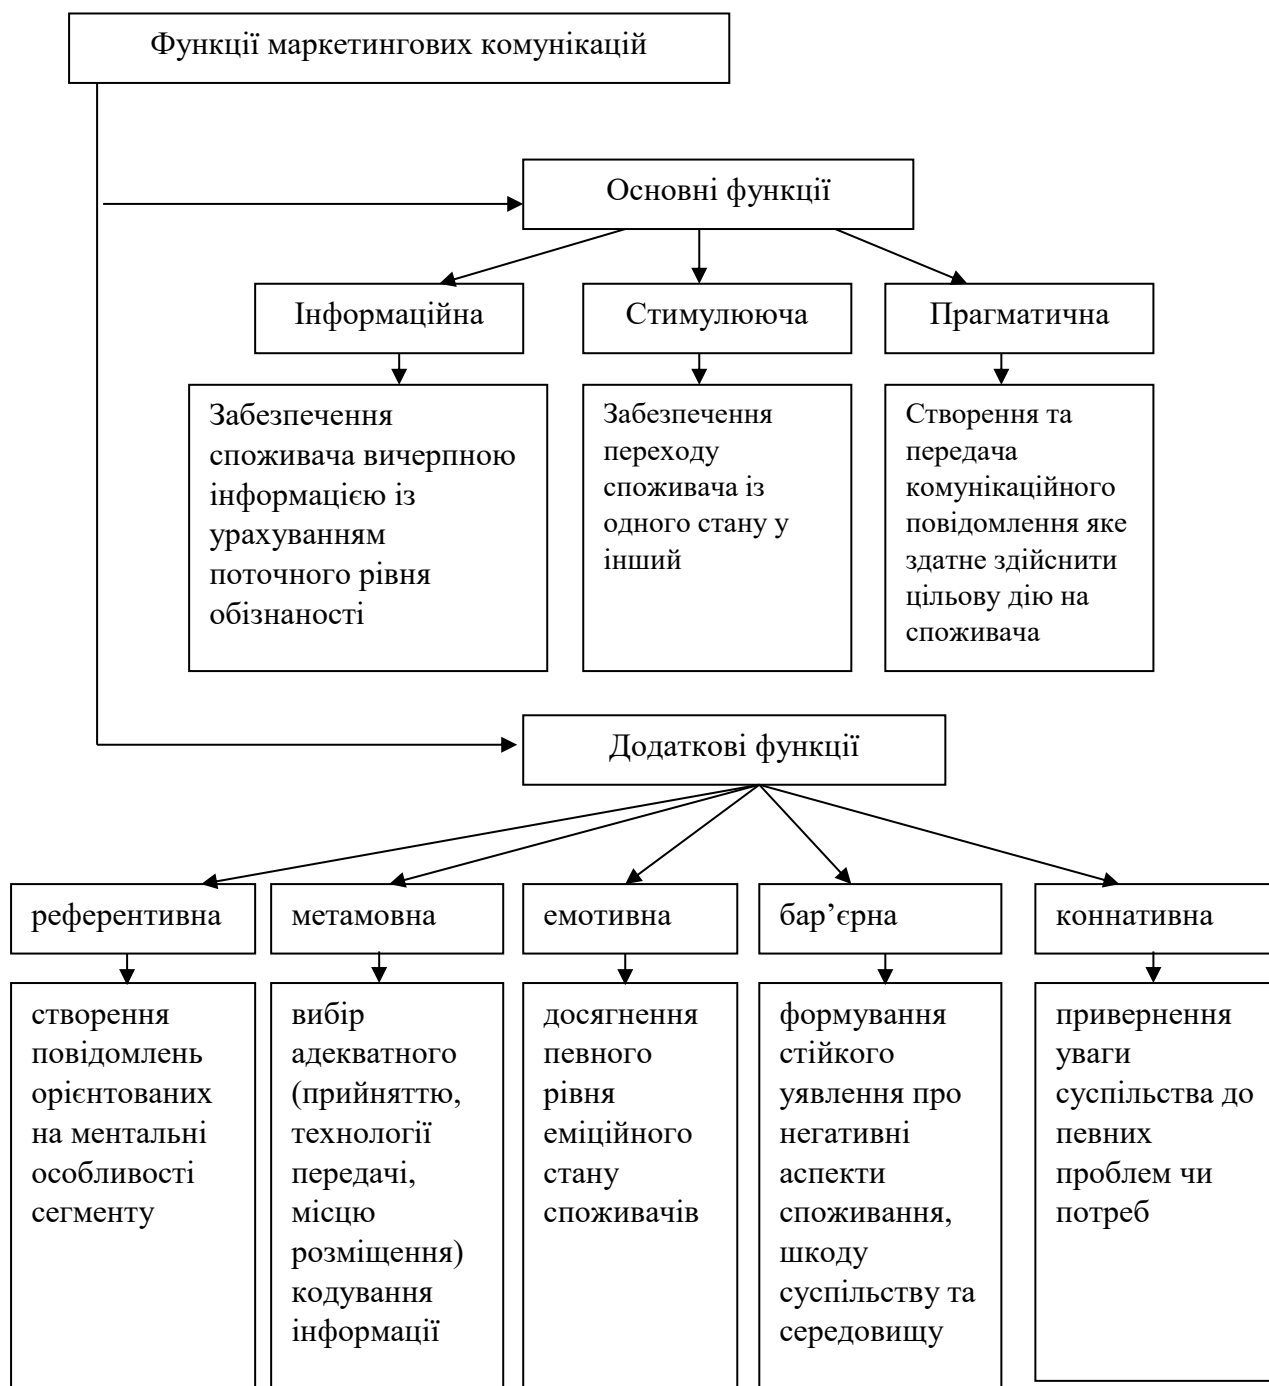 Функції маркетингових комунікацій
Основні функції
Інформаційна
Стимулююча
Прагматична
Забезпечення
споживача вичерпною
інформацією із
урахуванням
поточного рівня
обізнаності
Забезпечення
переходу
споживача із
одного стану у
інший
Створення та
передача
комунікаційного
повідомлення яке
здатне здійснити
цільову дію на
споживача
Додаткові функції
референтивна
метамовна
емотивна
бар’єрна
коннативна
створення
повідомлень
орієнтованих
на ментальні
особливості
сегменту
вибір
адекватного
(прийняттю,
технології
передачі,
місцю
розміщення)
кодування
інформації
досягнення
певного
рівня
еміційного
стану
споживачів
формування
стійкого
уявлення про
негативні
аспекти
споживання,
шкоду
суспільству та
середовищу
привернення
уваги
суспільства до
певних
проблем чи
потреб